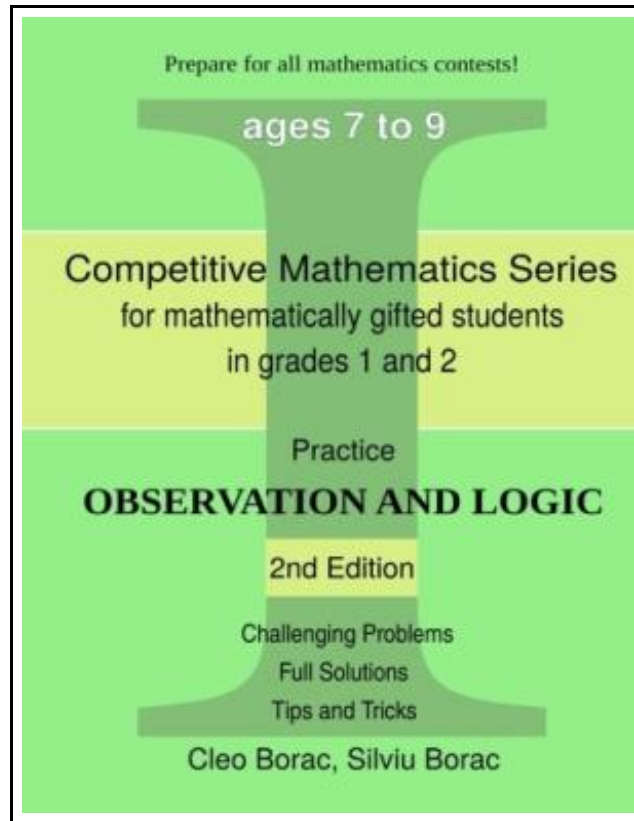 Prepare for all mathematics contests!
ages 7 to 9
Competitive Mathematics Series
for mathematically gifted students
in grades 1 and 2
Practice
OBSERVATION AND LOGIC
2nd Edition
Challenging Problems
Full Solutions
Tips and Tricks
Cleo Borac, Silviu Borac